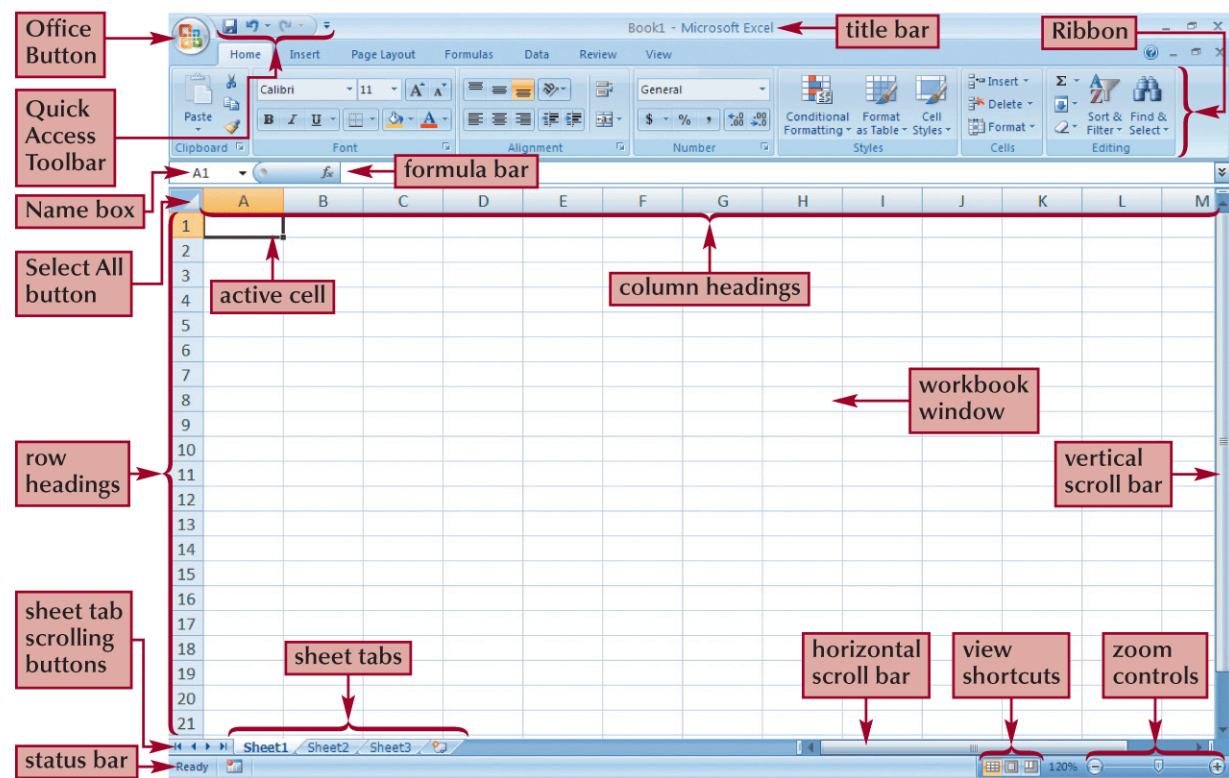 Office
Button
Book1 - Microsoft Excel
title bar
Ribbon
Home Insert Page Layout Formulas Data Review View
Quick
Access
Toolbar
Paste
Calibri 11 A A
General
Conditional
Formatting
Format
as Table
Cell
Styles
Insert
Delete
Format
Σ
Sort &
Filter
Find &
Select
B I U A
$ % ,
Clipboard Font Alignment Number Styles Cells Editing
Name box
A1
fx
formula bar
A B C D E F G H I J K L M
Select All
button
active cell
column headings
workbook
window
row
headings
vertical
scroll bar
1
2
3
4
5
6
7
8
9
10
11
12
13
14
15
16
17
18
19
20
21
sheet tab
scrolling
buttons
sheet tabs
horizontal
scroll bar
view
shortcuts
zoom
controls
Sheet1 Sheet2 Sheet3
status bar
Ready
120%